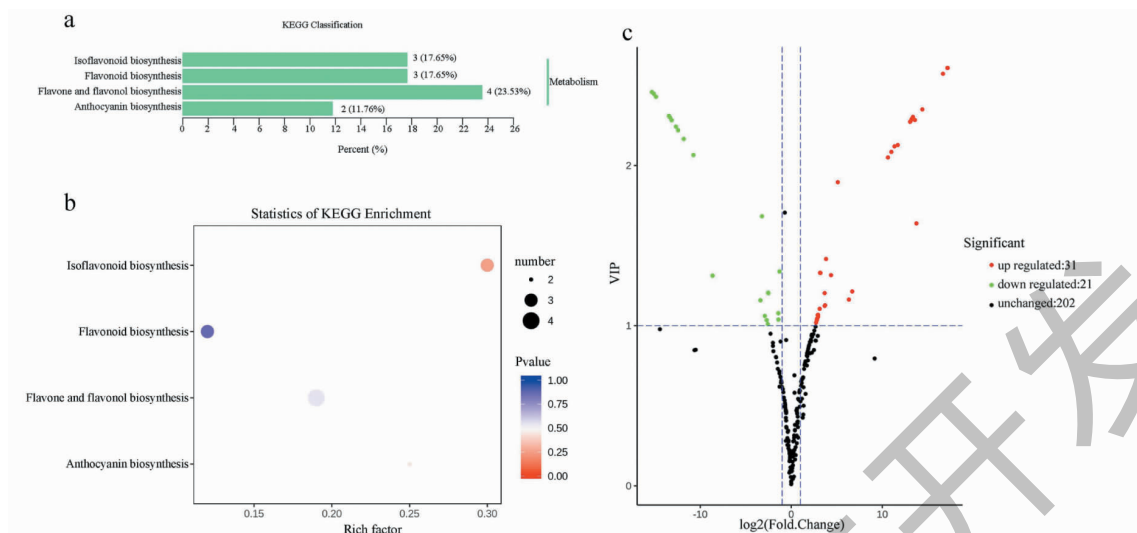 a
KEGG Classification
Isoflavonoid biosynthesis
3 (17.65%)
Flavonoid biosynthesis
3 (17.65%)
Flavone and flavonol biosynthesis
4 (23.53%)
Anthocyanin biosynthesis
2 (11.76%)
Metabolism
0 2 4 6 8 10 12 14 16 18 20 22 24 26
Percent (%)
b
Statistics of KEGG Enrichment
Isoflavonoid biosynthesis
Flavonoid biosynthesis
Flavone and flavonol biosynthesis
Anthocyanin biosynthesis
0.15 0.20 0.25 0.30
Rich factor
number
2
3
4
Pvalue
1.00
0.75
0.50
0.25
0.00
c
VIP
2
1
0
-10 0 10
log2(Fold.Change)
Significant
up regulated:31
down regulated:21
unchanged:202
开发